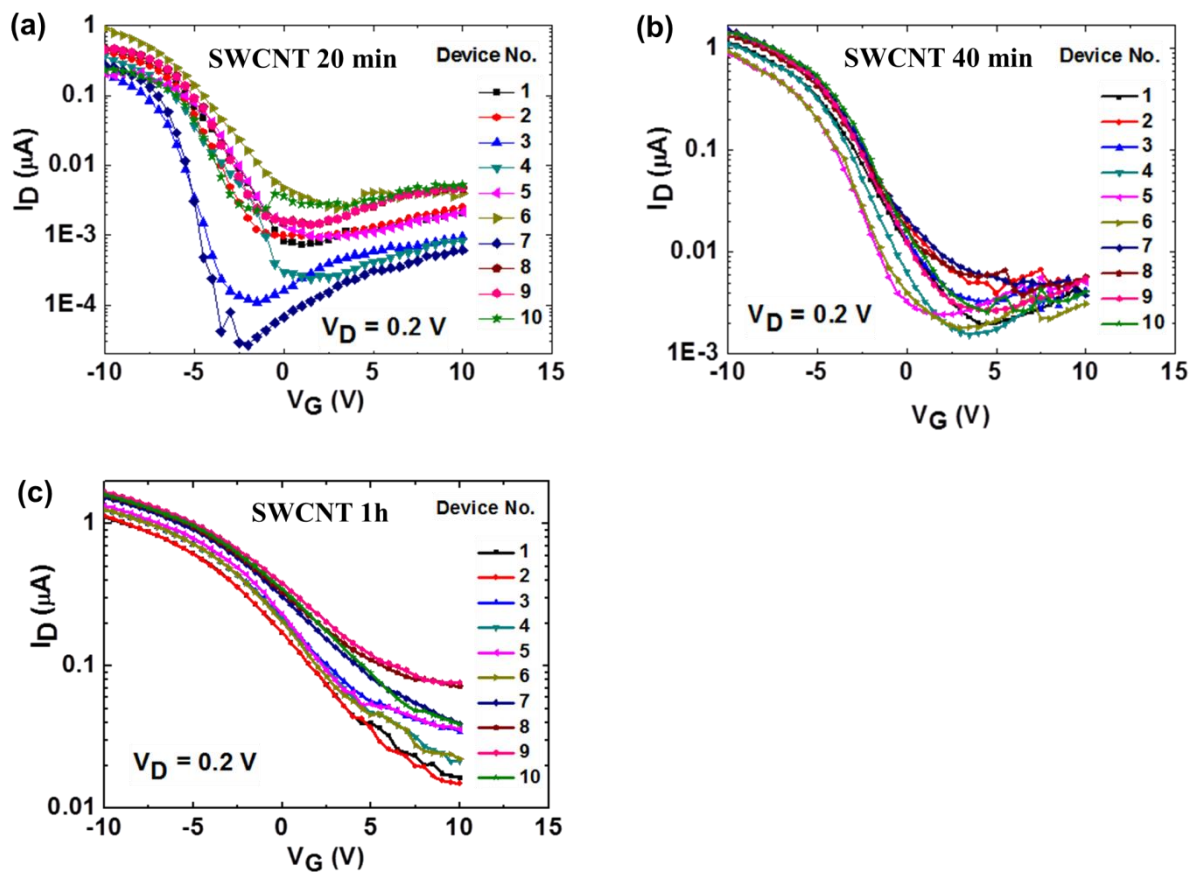 (a)
SWCNT 20 min
Device No.
1
2
3
4
5
6
7
8
9
10
V_D = 0.2 V
1
0.1
0.01
1E-3
1E-4
I_D (μA)
-10
-5
0
5
10
15
V_G (V)
(b)
SWCNT 40 min
Device No.
1
2
3
4
5
6
7
8
9
10
V_D = 0.2 V
1
0.1
0.01
1E-3
I_D (μA)
-10
-5
0
5
10
15
V_G (V)
(c)
SWCNT 1h
Device No.
1
2
3
4
5
6
7
8
9
10
V_D = 0.2 V
1
0.1
0.01
I_D (μA)
-10
-5
0
5
10
15
V_G (V)